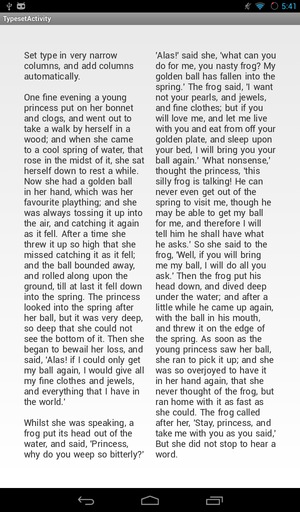 5:41
TypesetActivity
Set type in very narrow
columns, and add columns
automatically.
One fine evening a young
princess put on her bonnet
and clogs, and went out to
take a walk by herself in a
wood; and when she came
to a cool spring of water, that
rose in the midst of it, she sat
herself down to rest a while.
Now she had a golden ball
in her hand, which was her
favourite plaything; and she
was always tossing it up into
the air, and catching it again
as it fell. After a time she
threw it up so high that she
missed catching it as it fell;
and the ball bounded away,
and rolled along upon the
ground, till at last it fell down
into the spring. The princess
looked into the spring after
her ball, but it was very deep,
so deep that she could not
see the bottom of it. Then she
began to bewail her loss, and
said, 'Alas! if I could only get
my ball again, I would give all
my fine clothes and jewels,
and everything that I have in
the world.'
Whilst she was speaking, a
frog put its head out of the
water, and said, 'Princess,
why do you weep so bitterly?'
'Alas!' said she, 'what can you
do for me, you nasty frog? My
golden ball has fallen into the
spring.' The frog said, 'I want
not your pearls, and jewels,
and fine clothes; but if you
will love me, and let me live
with you and eat from off your
golden plate, and sleep upon
your bed, I will bring you your
ball again.' 'What nonsense,'
thought the princess, 'this
silly frog is talking! He can
never even get out of the
spring to visit me, though he
may be able to get my ball
for me, and therefore I will
tell him he shall have what
he asks.' So she said to the
frog, 'Well, if you will bring
me my ball, I will do all you
ask.' Then the frog put his
head down, and dived deep
under the water; and after a
little while he came up again,
with the ball in his mouth,
and threw it on the edge of
the spring. As soon as the
young princess saw her ball,
she ran to pick it up; and she
was so overjoyed to have it
in her hand again, that she
never thought of the frog, but
ran home with it as fast as
she could. The frog called
after her, 'Stay, princess, and
take me with you as you said,'
But she did not stop to hear a
word.